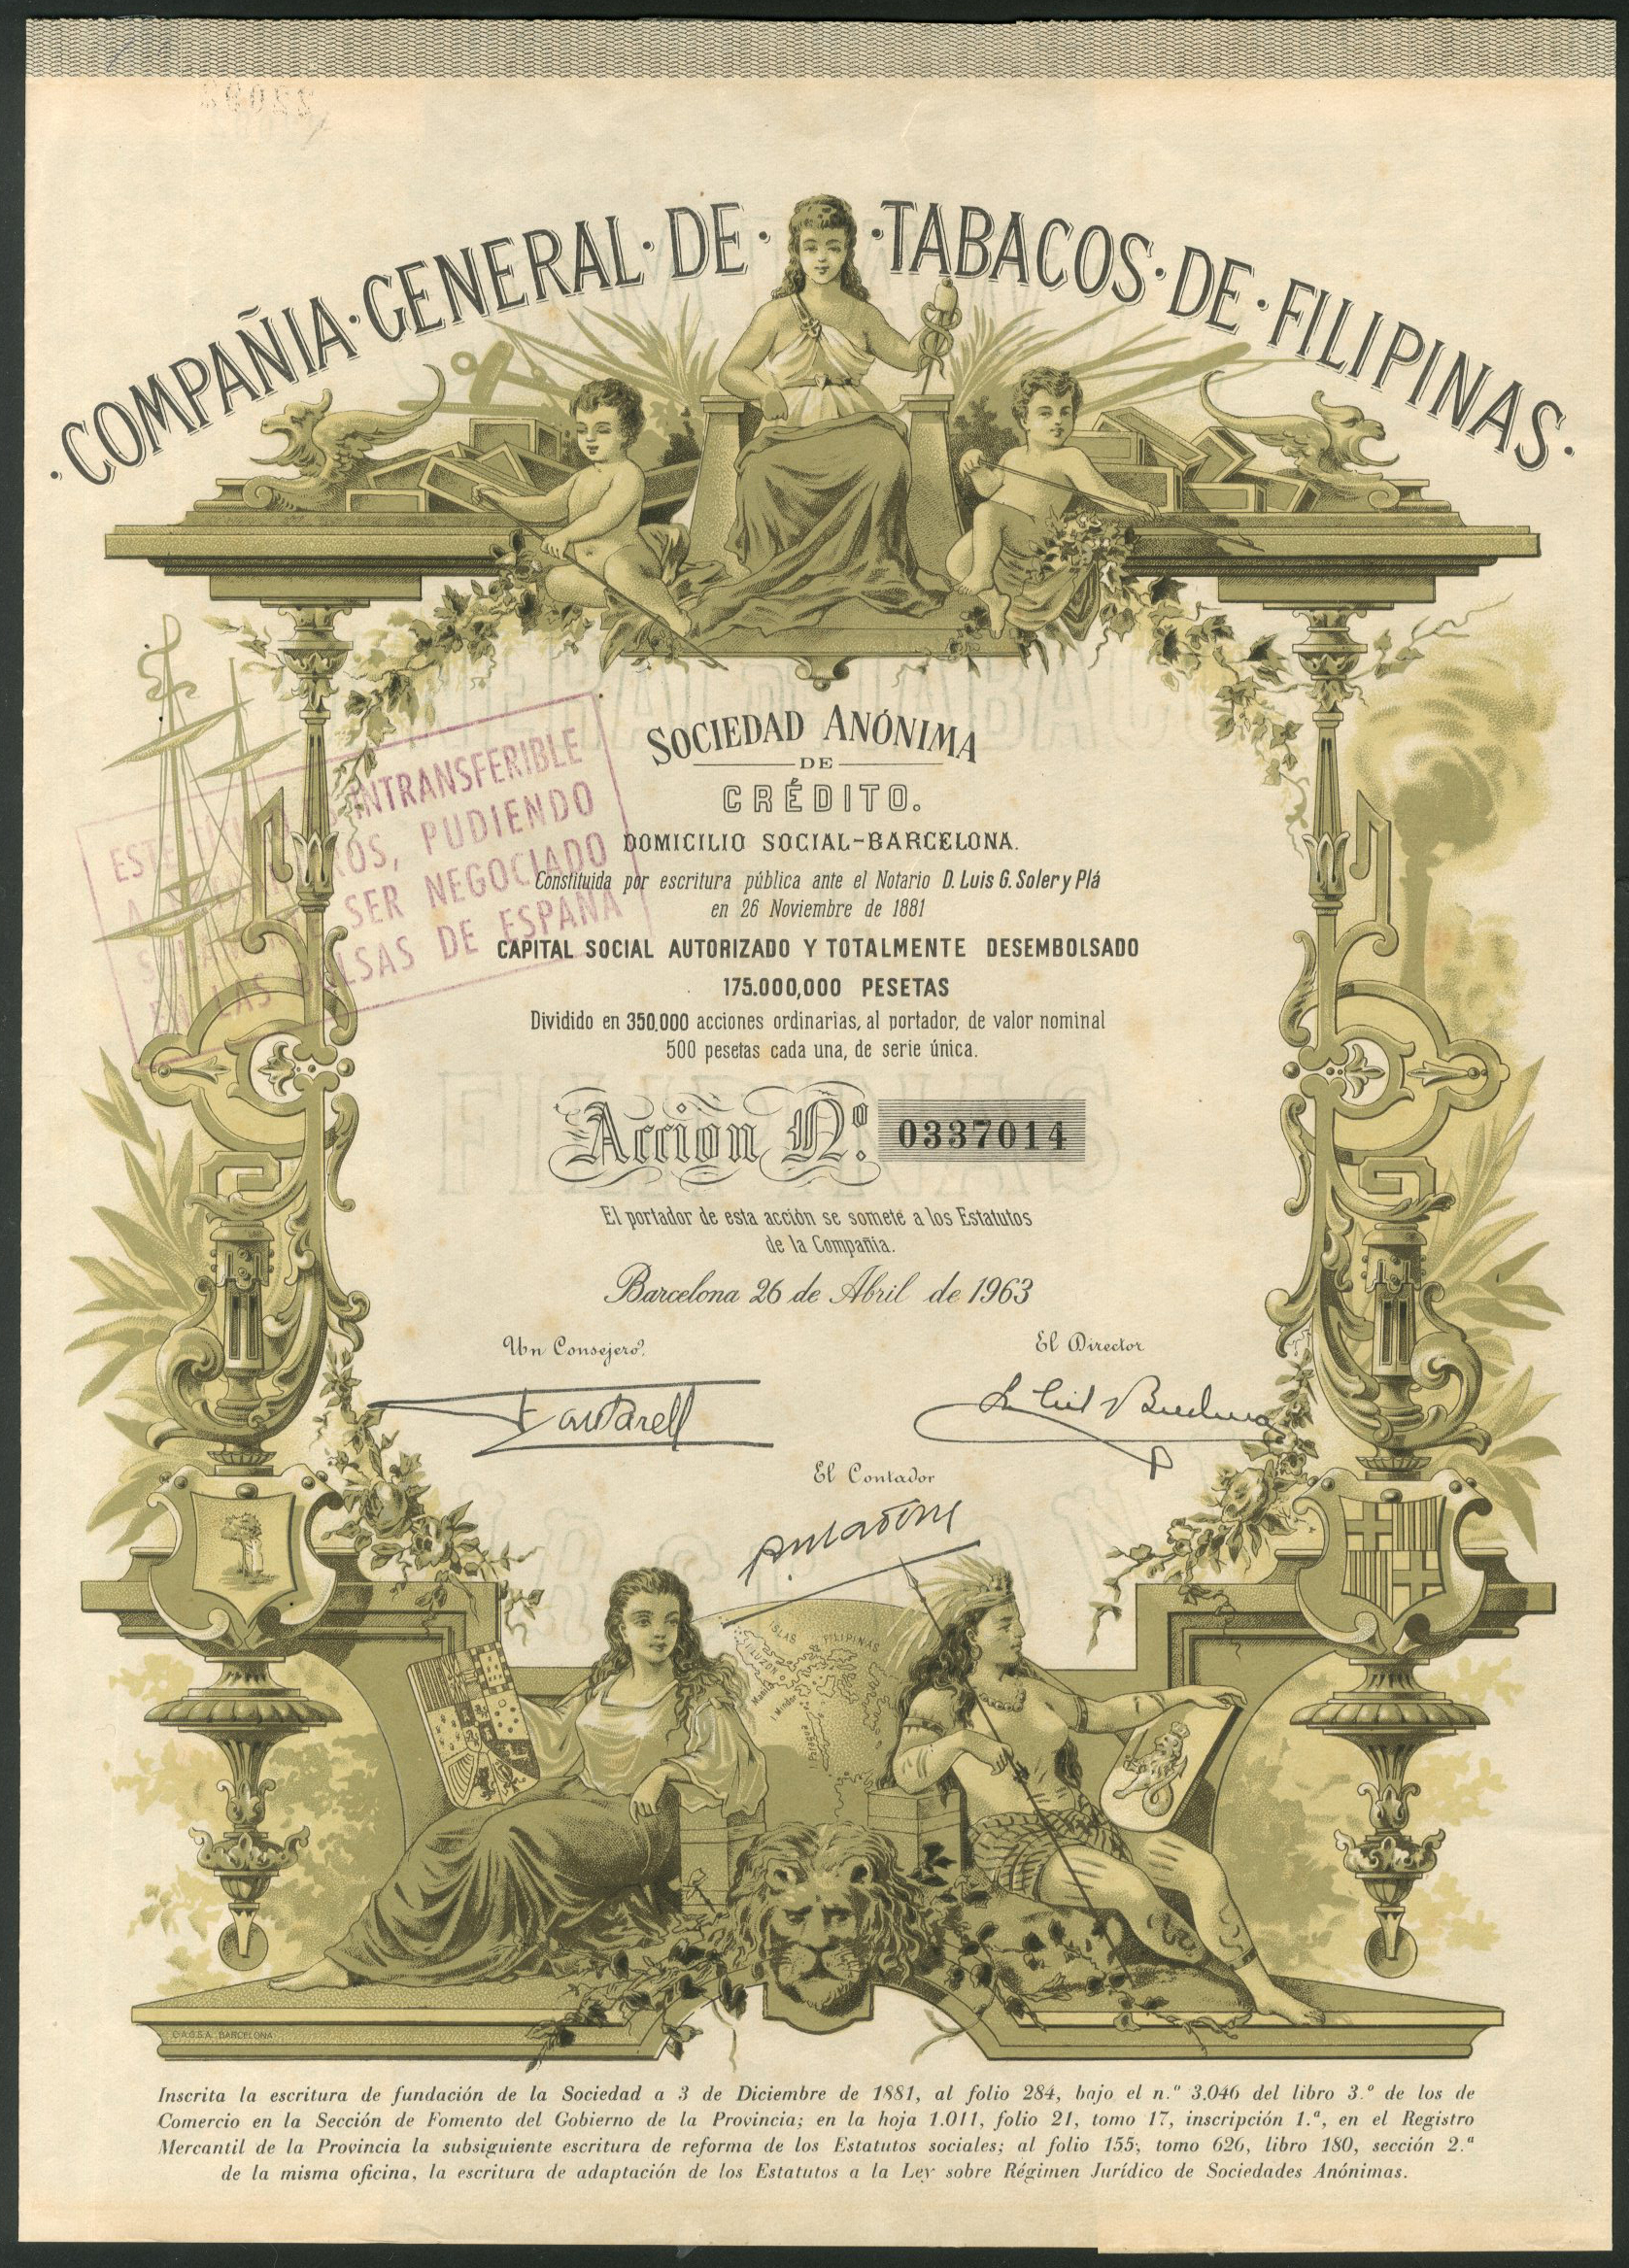 · COMPAÑIA · GENERAL · DE · TABACOS · DE · FILIPINAS ·
SOCIEDAD ANÓNIMA
DE
CRÉDITO.
DOMICILIO SOCIAL-BARCELONA.
Constituida por escritura pública ante el Notario D. Luis G. Soler y Plá
en 26 Noviembre de 1881
CAPITAL SOCIAL AUTORIZADO Y TOTALMENTE DESEMBOLSADO
175.000,000 PESETAS
Dividido en 350.000 acciones ordinarias, al portador, de valor nominal
500 pesetas cada una, de serie única.
INTRANSFERIBLE
PUDIENDO
SER NEGOCIADO
EN LAS BOLSAS DE ESPAÑA
Acción Nº. 0337014
El portador de esta acción se somete a los Estatutos
de la Compañia.
Barcelona 26 de Abril de 1963
Un Consejero,
El Director
El Contador
ISLAS FILIPINAS
I. LUZON
Manila
I. Mindor
Paragua
C.A.G.S.A. BARCELONA
Inscrita la escritura de fundación de la Sociedad a 3 de Diciembre de 1881, al folio 284, bajo el n.º 3.046 del libro 3.º de los de
Comercio en la Sección de Fomento del Gobierno de la Provincia; en la hoja 1.011, folio 21, tomo 17, inscripción 1.ª, en el Registro
Mercantil de la Provincia la subsiguiente escritura de reforma de los Estatutos sociales; al folio 155, tomo 626, libro 180, sección 2.ª
de la misma oficina, la escritura de adaptación de los Estatutos a la Ley sobre Régimen Jurídico de Sociedades Anónimas.